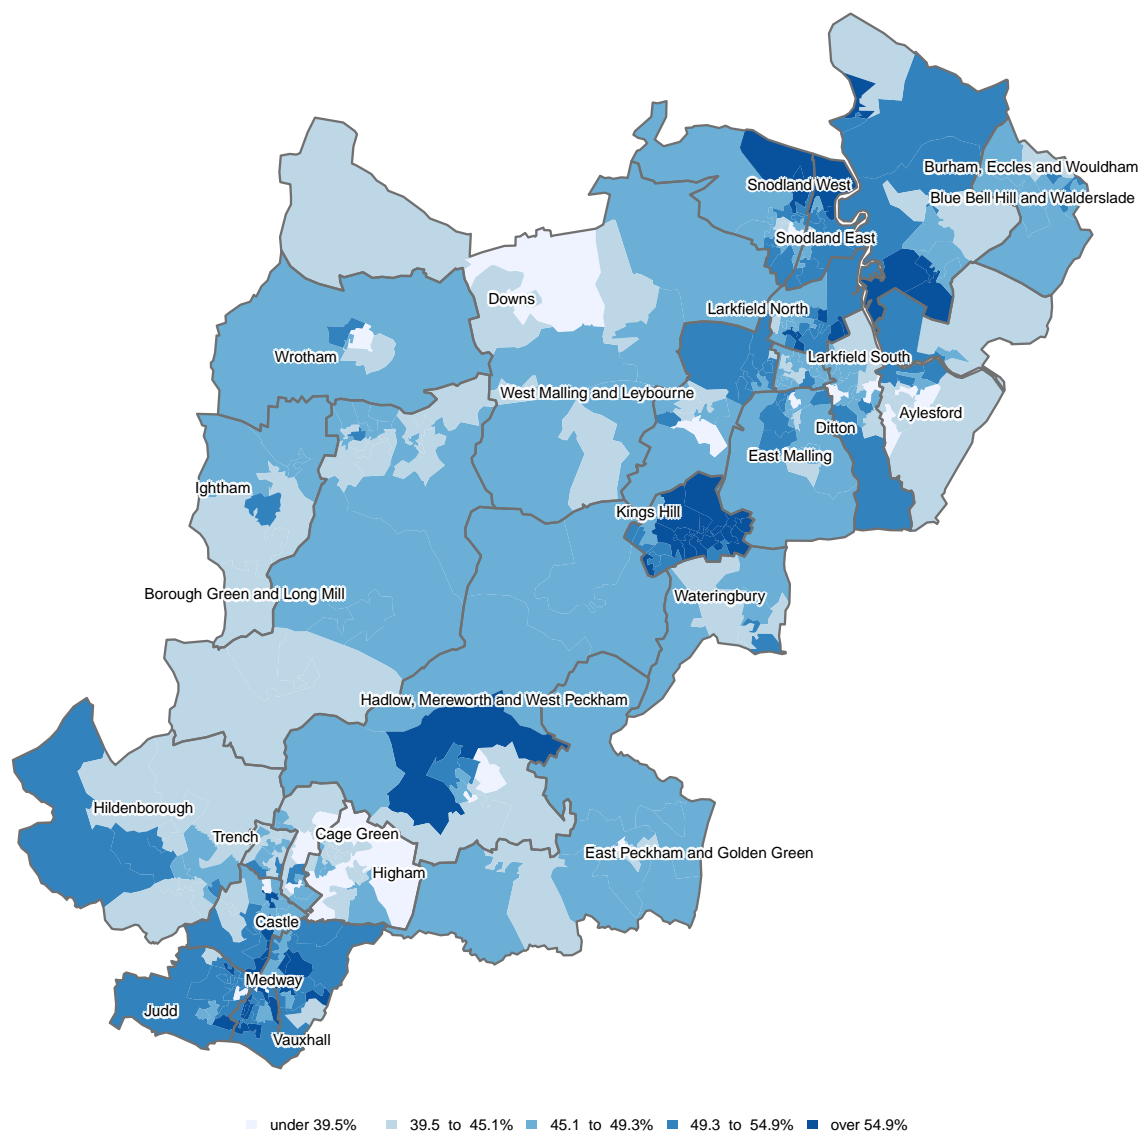 Burham, Eccles and Wouldham
Snodland West
Blue Bell Hill and Walderslade
Snodland East
Downs
Larkfield North
Wrotham
Larkfield South
West Malling and Leybourne
Aylesford
Ditton
East Malling
Ightham
Kings Hill
Borough Green and Long Mill
Wateringbury
Hadlow, Mereworth and West Peckham
Hildenborough
Trench
Cage Green
East Peckham and Golden Green
Higham
Castle
Medway
Judd
Vauxhall
under 39.5% 39.5 to 45.1% 45.1 to 49.3% 49.3 to 54.9% over 54.9%